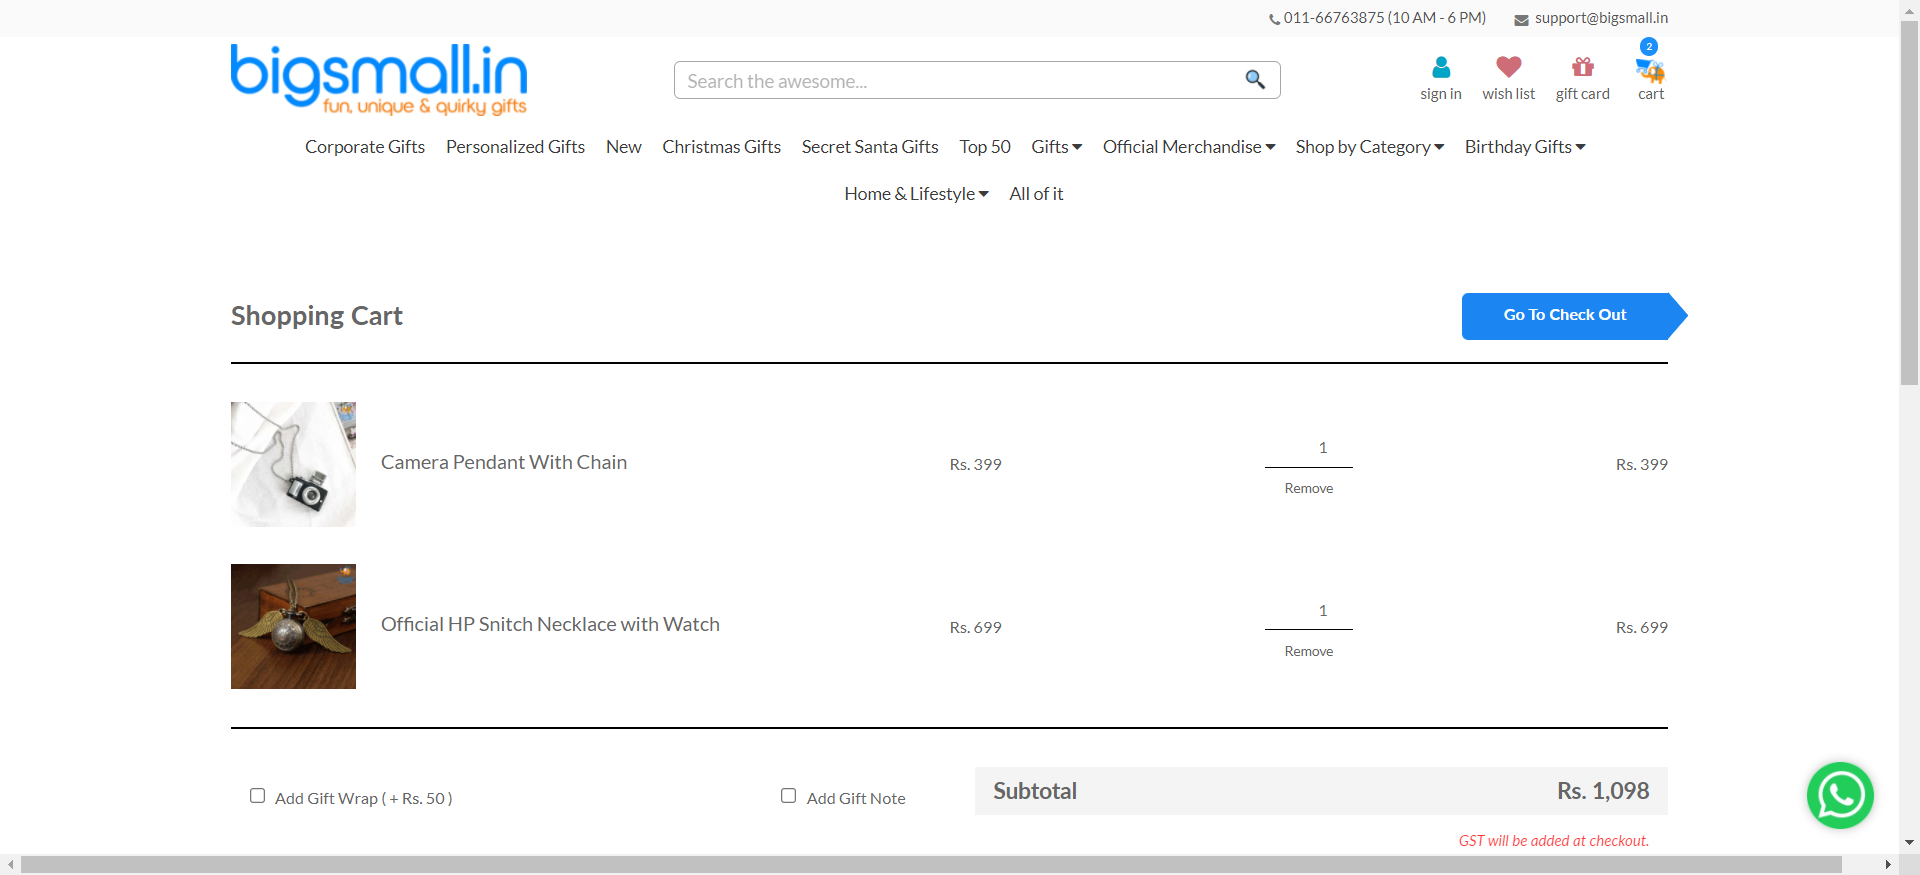 011-66763875 (10 AM - 6 PM) support@bigsmall.in
bigsmall.in
fun, unique & quirky gifts
Search the awesome...
2
sign in wish list gift card cart
Corporate Gifts Personalized Gifts New Christmas Gifts Secret Santa Gifts Top 50 Gifts Official Merchandise Shop by Category Birthday Gifts
Home & Lifestyle All of it
Shopping Cart
Go To Check Out
Camera Pendant With Chain Rs. 399 1 Rs. 399
Remove
Official HP Snitch Necklace with Watch Rs. 699 1 Rs. 699
Remove
Add Gift Wrap ( + Rs. 50 ) Add Gift Note
Subtotal Rs. 1,098
GST will be added at checkout.